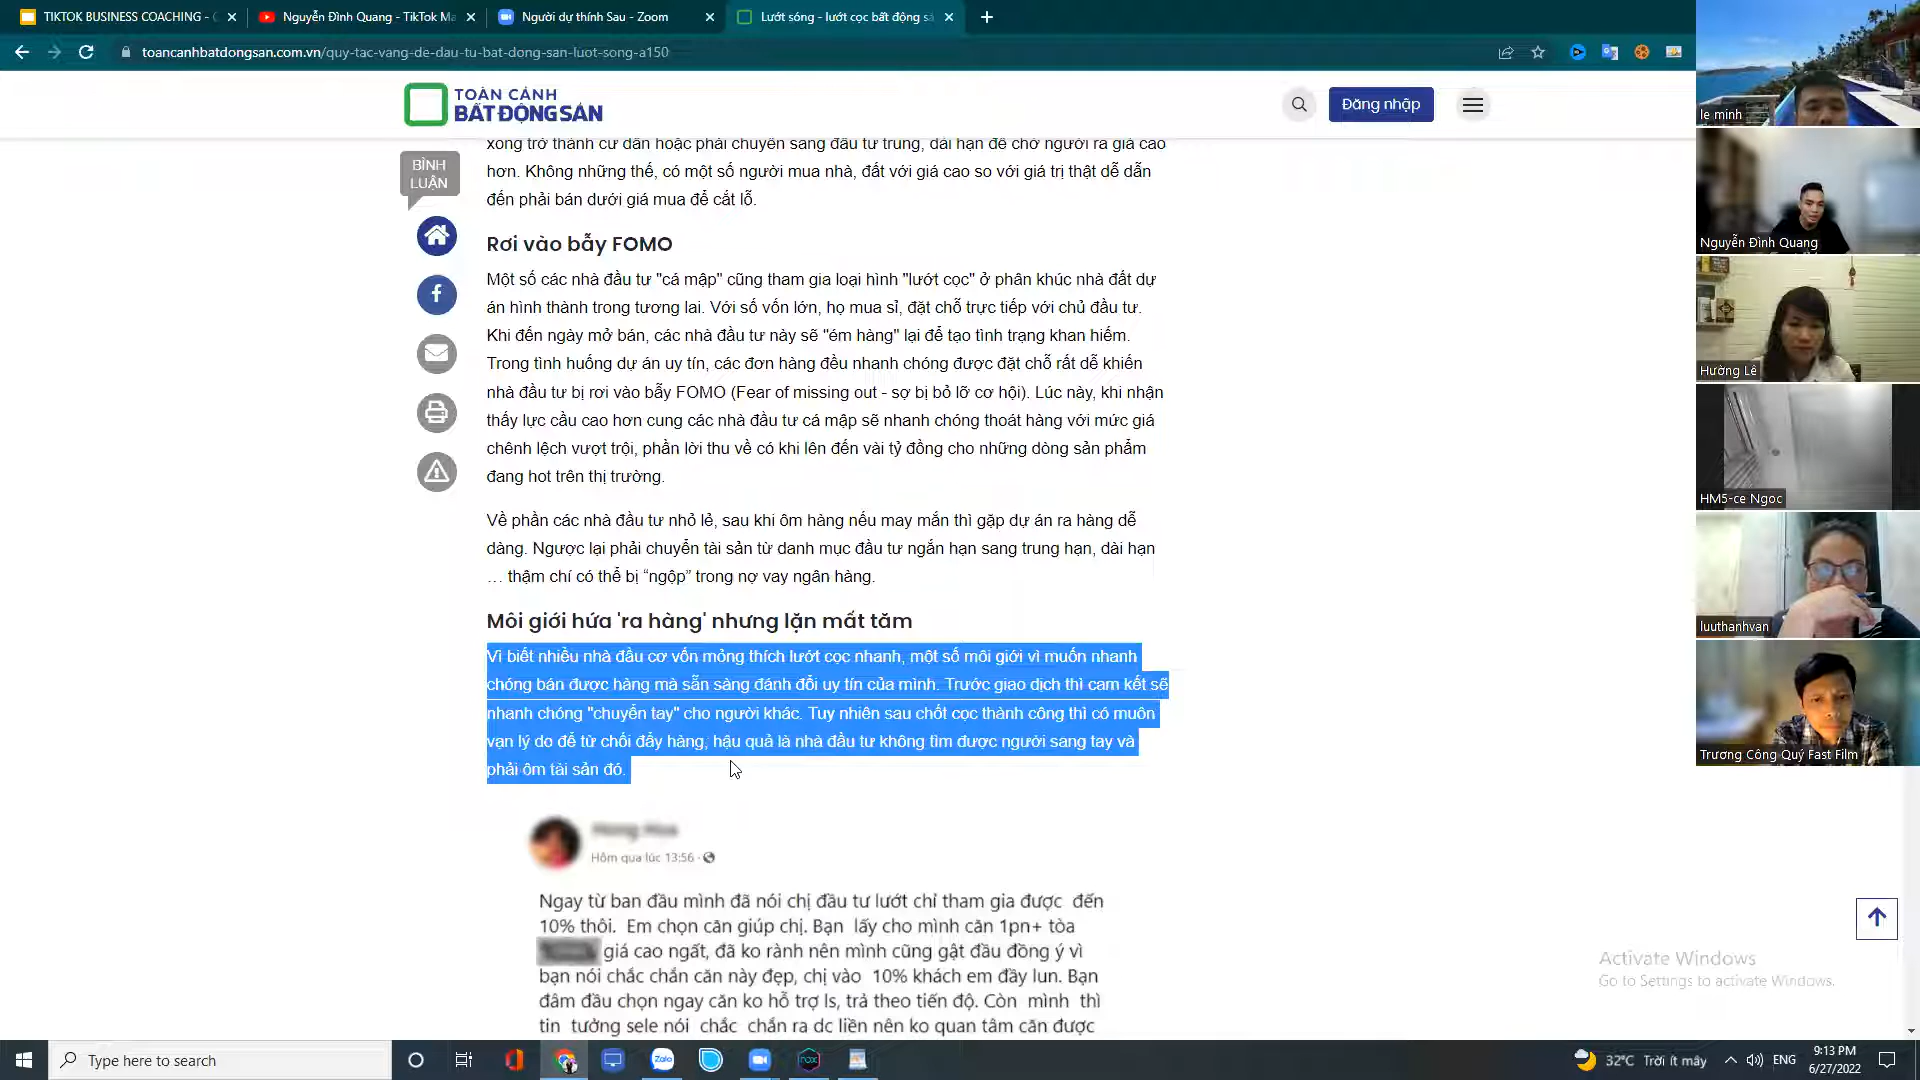 TIKTOK BUSINESS COACHING - 
Nguyễn Đình Quang - TikTok Ma
Người dự thính Sau - Zoom
Lướt sóng - lướt cọc bất động sả
toancanhbatdongsan.com.vn/quy-tac-vang-de-dau-tu-bat-dong-san-luot-song-a150
TOÀN CẢNH
BẤT ĐỘNG SẢN
Đăng nhập
BÌNH
LUẬN
xong trở thành cư dân hoặc phải chuyển sang đầu tư trung, dài hạn để chờ người ra giá cao
hơn. Không những thế, có một số người mua nhà, đất với giá cao so với giá trị thật dễ dẫn
đến phải bán dưới giá mua để cắt lỗ.
Rơi vào bẫy FOMO
Một số các nhà đầu tư "cá mập" cũng tham gia loại hình "lướt cọc" ở phân khúc nhà đất dự
án hình thành trong tương lai. Với số vốn lớn, họ mua sỉ, đặt chỗ trực tiếp với chủ đầu tư.
Khi đến ngày mở bán, các nhà đầu tư này sẽ "ém hàng" lại để tạo tình trạng khan hiếm.
Trong tình huống dự án uy tín, các đơn hàng đều nhanh chóng được đặt chỗ rất dễ khiến
nhà đầu tư bị rơi vào bẫy FOMO (Fear of missing out - sợ bị bỏ lỡ cơ hội). Lúc này, khi nhận
thấy lực cầu cao hơn cung các nhà đầu tư cá mập sẽ nhanh chóng thoát hàng với mức giá
chênh lệch vượt trội, phần lời thu về có khi lên đến vài tỷ đồng cho những dòng sản phẩm
đang hot trên thị trường.
Về phần các nhà đầu tư nhỏ lẻ, sau khi ôm hàng nếu may mắn thì gặp dự án ra hàng dễ
dàng. Ngược lại phải chuyển tài sản từ danh mục đầu tư ngắn hạn sang trung hạn, dài hạn
… thậm chí có thể bị “ngộp” trong nợ vay ngân hàng.
Môi giới hứa 'ra hàng' nhưng lặn mất tăm
Vì biết nhiều nhà đầu cơ vốn mỏng thích lướt cọc nhanh, một số môi giới vì muốn nhanh
chóng bán được hàng mà sẵn sàng đánh đổi uy tín của mình. Trước giao dịch thì cam kết sẽ
nhanh chóng "chuyển tay" cho người khác. Tuy nhiên sau chốt cọc thành công thì có muôn
vạn lý do để từ chối đẩy hàng, hậu quả là nhà đầu tư không tìm được người sang tay và
phải ôm tài sản đó.
Hôm qua lúc 13:56
Ngay từ ban đầu mình đã nói chị đầu tư lướt chỉ tham gia được đến
10% thôi. Em chọn căn giúp chị. Bạn lấy cho mình căn 1pn+ tòa
giá cao ngất, đã ko rành nên mình cũng gật đầu đồng ý vì
bạn nói chắc chắn căn này đẹp, chị vào 10% khách em đầy lun. Bạn
đâm đầu chọn ngay căn ko hỗ trợ ls, trả theo tiến độ. Còn mình thì
tin tưởng sele nói chắc chắn ra dc liền nên ko quan tâm căn được
le minh
Nguyễn Đình Quang
Hường Lê
HM5-ce Ngoc
luuthanhvan
Trương Công Quý Fast Film
Activate Windows
Go to Settings to activate Windows.
Type here to search
Zalo
nox
32°C Trời ít mây
ENG
9:13 PM
6/27/2022